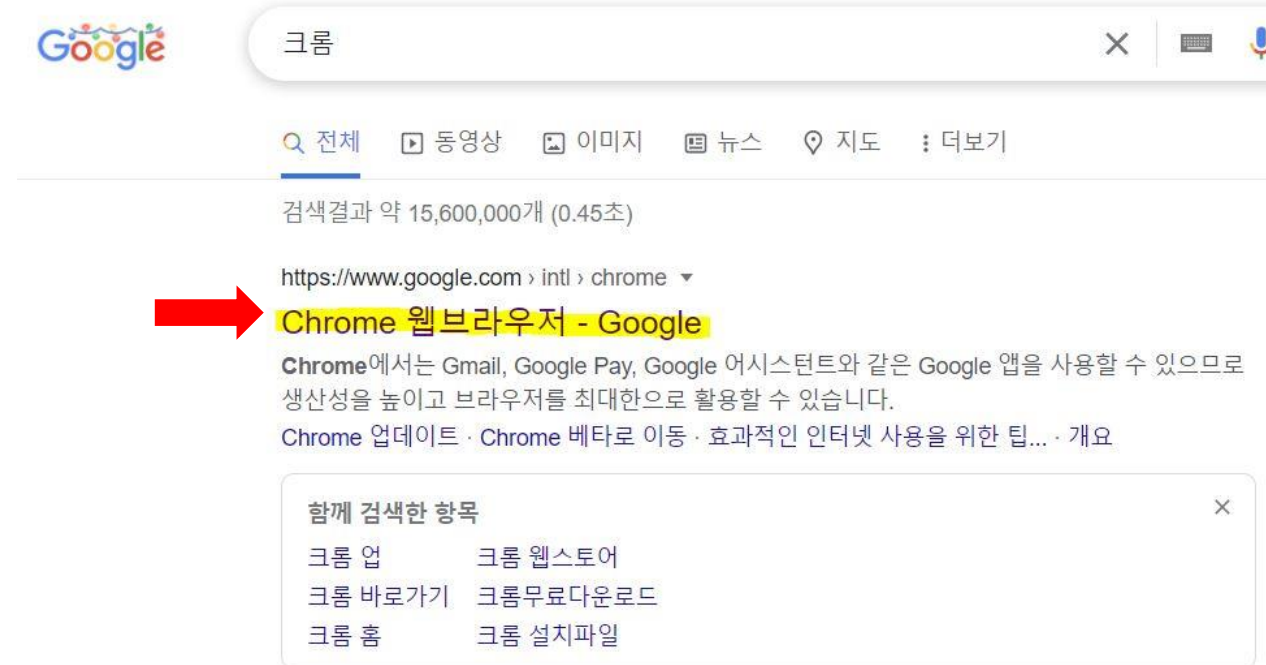 Google
크롬
전체 동영상 이미지 뉴스 지도 더보기
검색결과 약 15,600,000개 (0.45초)
https://www.google.com › intl › chrome
Chrome 웹브라우저 - Google
Chrome에서는 Gmail, Google Pay, Google 어시스턴트와 같은 Google 앱을 사용할 수 있으므로
생산성을 높이고 브라우저를 최대한으로 활용할 수 있습니다.
Chrome 업데이트 · Chrome 베타로 이동 · 효과적인 인터넷 사용을 위한 팁... · 개요
함께 검색한 항목
크롬 업 크롬 웹스토어
크롬 바로가기 크롬무료다운로드
크롬 홈 크롬 설치파일